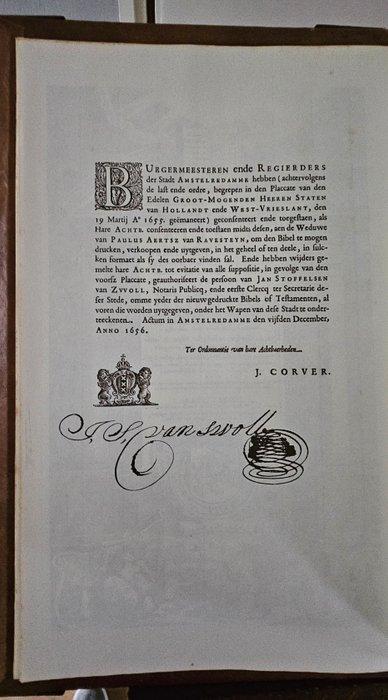 BURGERMEESTEREN ende REGIERDERS
der Stadt AMSTELREDAMME hebben (achtervolgens
de last ende ordre, begrepen in den Placcate van den
Edelen GROOT-MOGENDEN HEEREN STATEN
van HOLLANDT ende WEST-VRIESLANT, den
19 Martij Aº 1655. geëmaneert) geconsenteert ende toegestaen, als
Hare ACHTB. consenteeren ende toestaen midts desen, aen de Weduwe
van PAULUS AERTSZ van RAVESTEYN, om den Bibel te mogen
drucken, verkoopen ende uytgeven, in het geheel of ten deele, in sulc-
ken formaet als sy des oorbaer vinden sal. Ende hebben wijders ge-
melte hare ACHTB. tot evitatie van alle suppositie, in gevolge van den
voorsz Placcate, geauthoriseert de persoon van JAN STOFFELSEN
van ZVVOLL, Notaris Publicq, ende eerste Clercq ter Secretarie de-
ser Stede, omme yeder der nieuw gedruckte Bibels of Testamenten, al
voren die worden uytgegeven, onder het Wapen van dese Stadt te onder-
teeckenen. Actum in AMSTELREDAMME den vijfden December,
ANNO 1656.
Ter Ordonnantie van hare Achtbaerheden.
J. CORVER.
J. S. van swoll